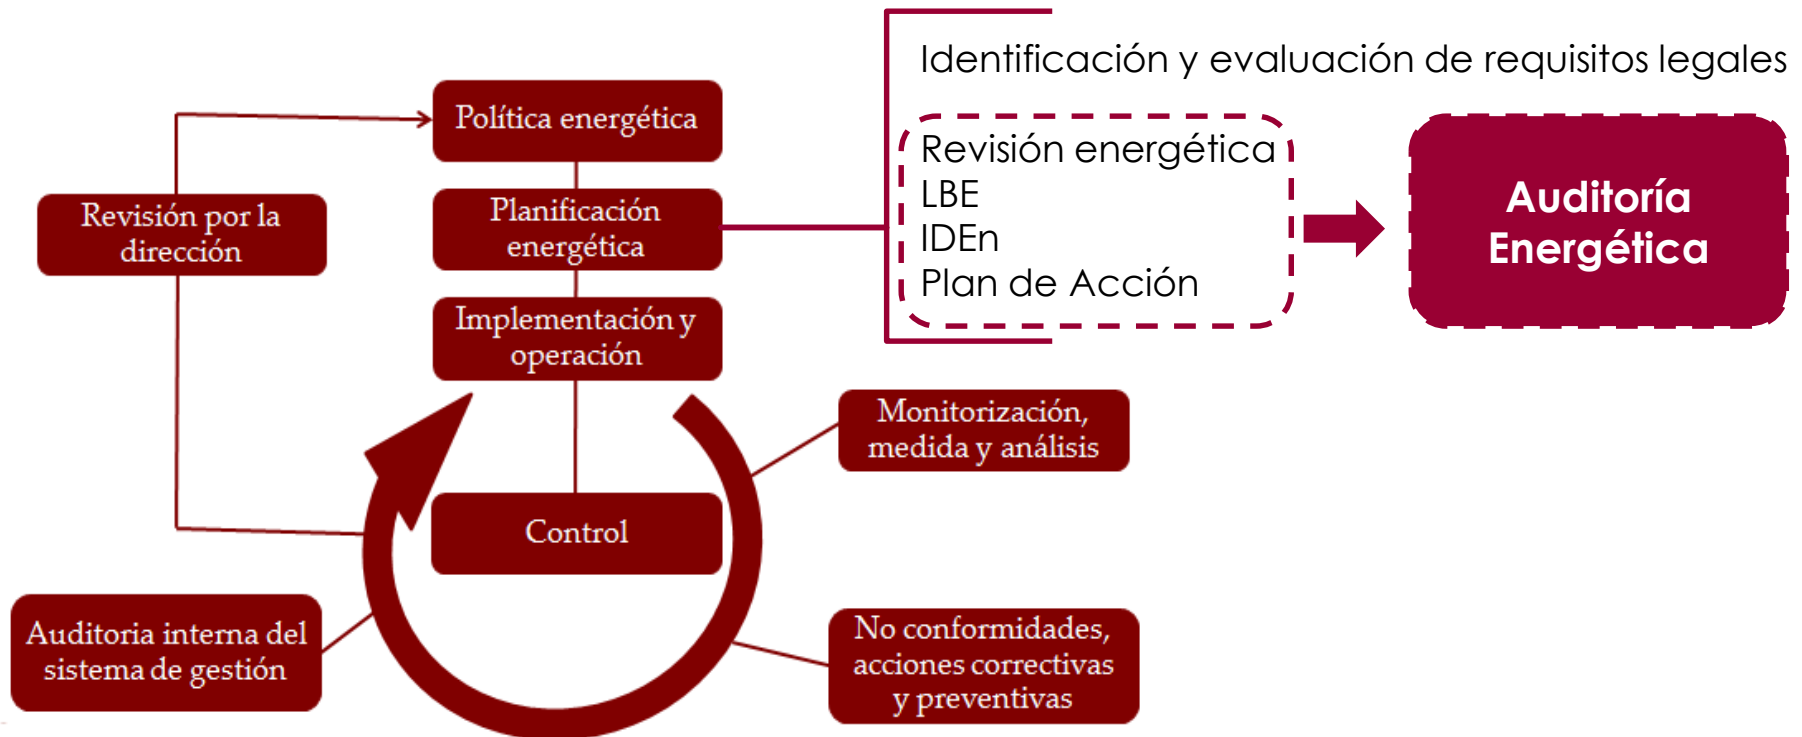 Identificación y evaluación de requisitos legales
Revisión energética
LBE
IDEn
Plan de Acción
Auditoría
Energética
Política energética
Planificación
energética
Implementación y
operación
Revisión por la
dirección
Monitorización,
medida y análisis
Control
No conformidades,
acciones correctivas
y preventivas
Auditoria interna del
sistema de gestión